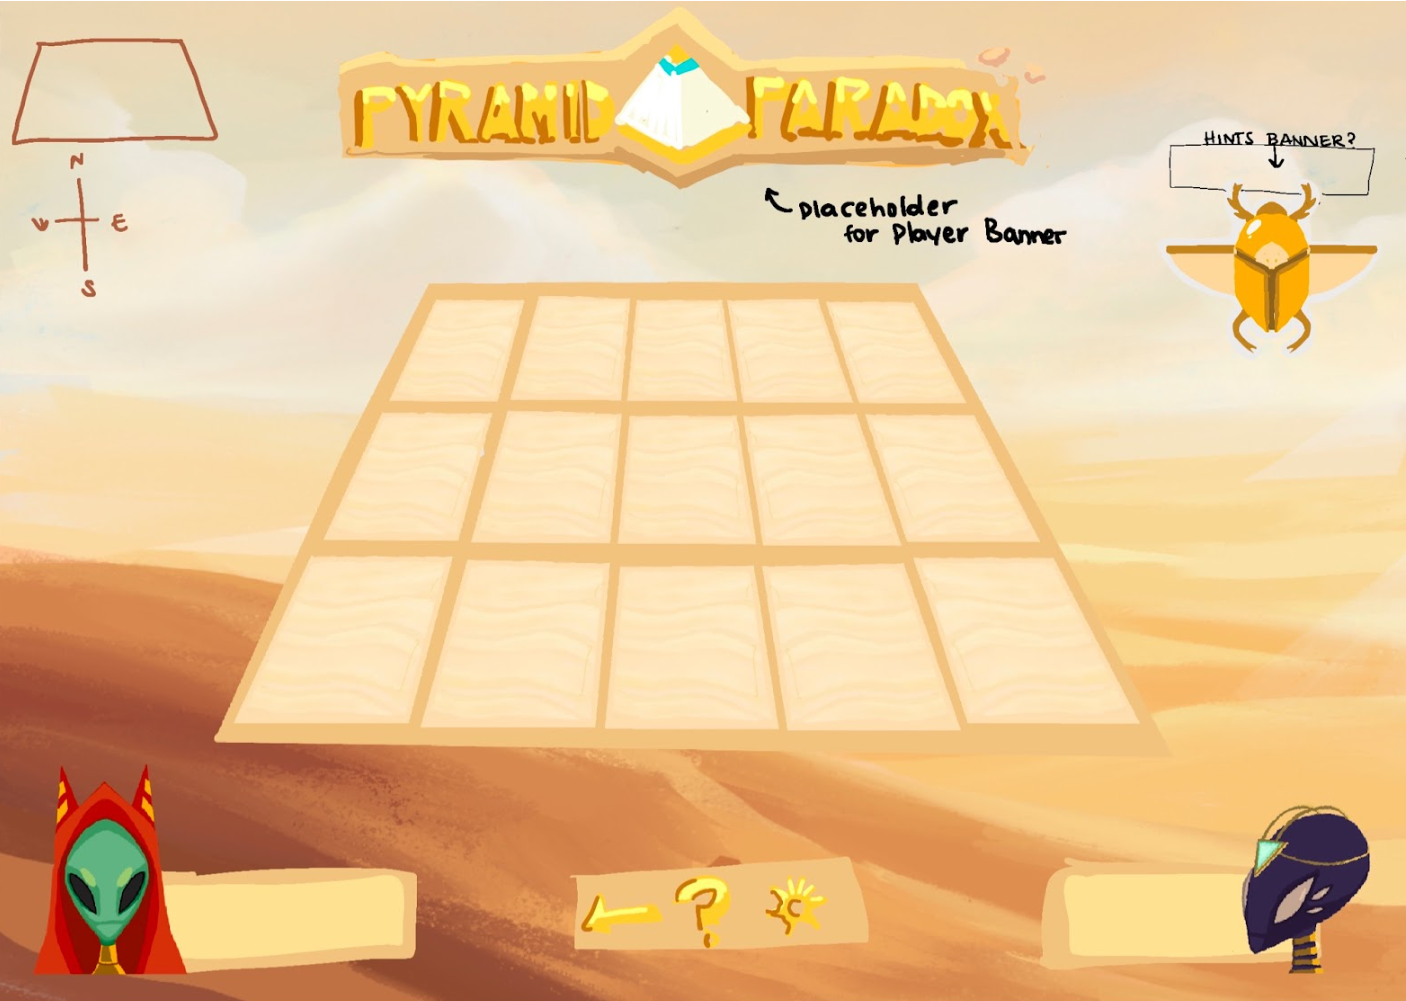 PYRAMID PARADOX
HINTS BANNER?
N
W E
S
placeholder
for Player Banner
?